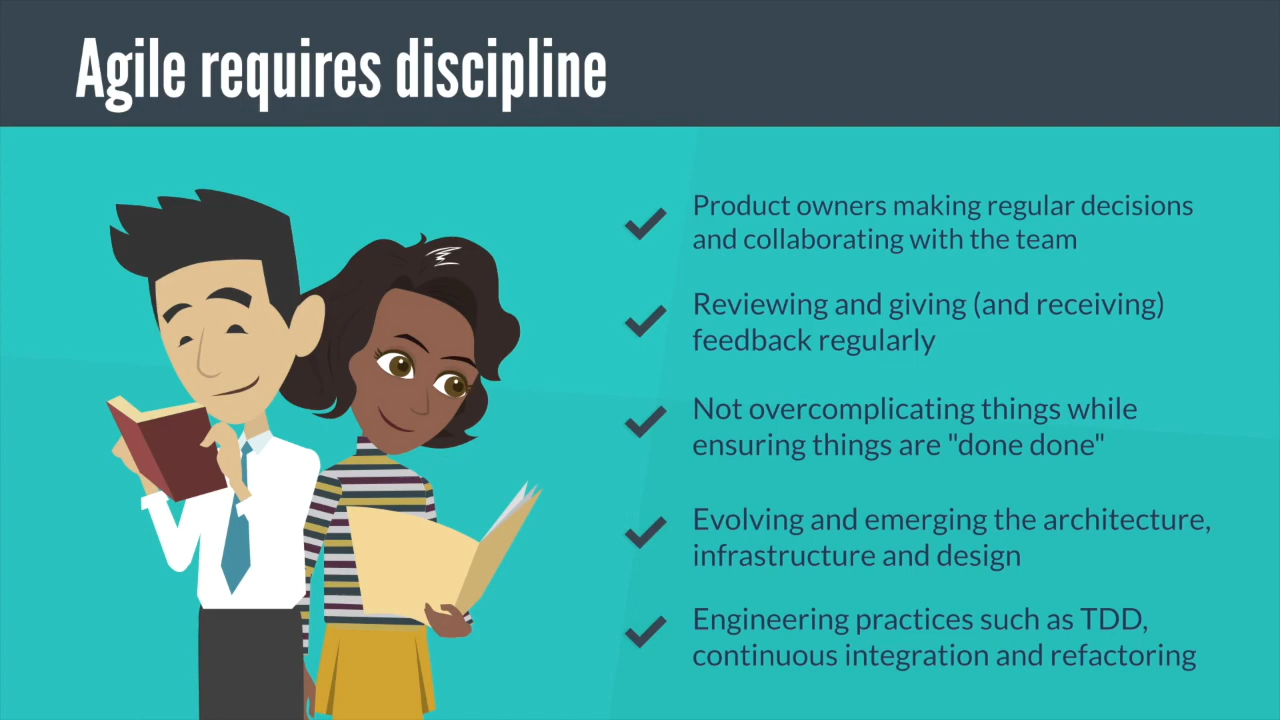 Agile requires discipline
Product owners making regular decisions
and collaborating with the team
Reviewing and giving (and receiving)
feedback regularly
Not overcomplicating things while
ensuring things are "done done"
Evolving and emerging the architecture,
infrastructure and design
Engineering practices such as TDD,
continuous integration and refactoring